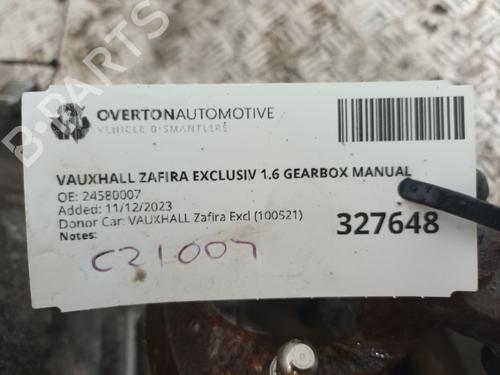 OVERTONAUTOMOTIVE
VEHICLE DISMANTLERS
VAUXHALL ZAFIRA EXCLUSIV 1.6 GEARBOX MANUAL
OE: 24580007
Added: 11/12/2023
Donor Car: VAUXHALL Zafira Excl (100521)
Notes:
327648
C21007
B-PARTS